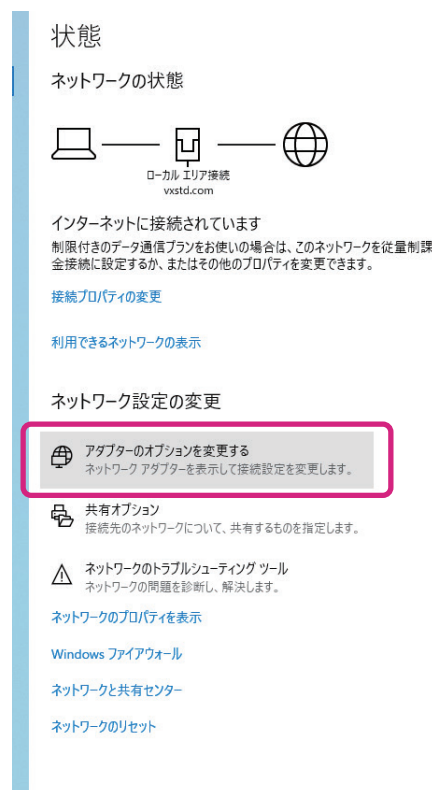 状態
ネットワークの状態
ローカル エリア接続
vxstd.com
インターネットに接続されています
制限付きのデータ通信プランをお使いの場合は、このネットワークを従量制課
金接続に設定するか、またはその他のプロパティを変更できます。
接続プロパティの変更
利用できるネットワークの表示
ネットワーク設定の変更
アダプターのオプションを変更する
ネットワーク アダプターを表示して接続設定を変更します。
共有オプション
接続先のネットワークについて、共有するものを指定します。
ネットワークのトラブルシューティング ツール
ネットワークの問題を診断し、解決します。
ネットワークのプロパティを表示
Windows ファイアウォール
ネットワークと共有センター
ネットワークのリセット